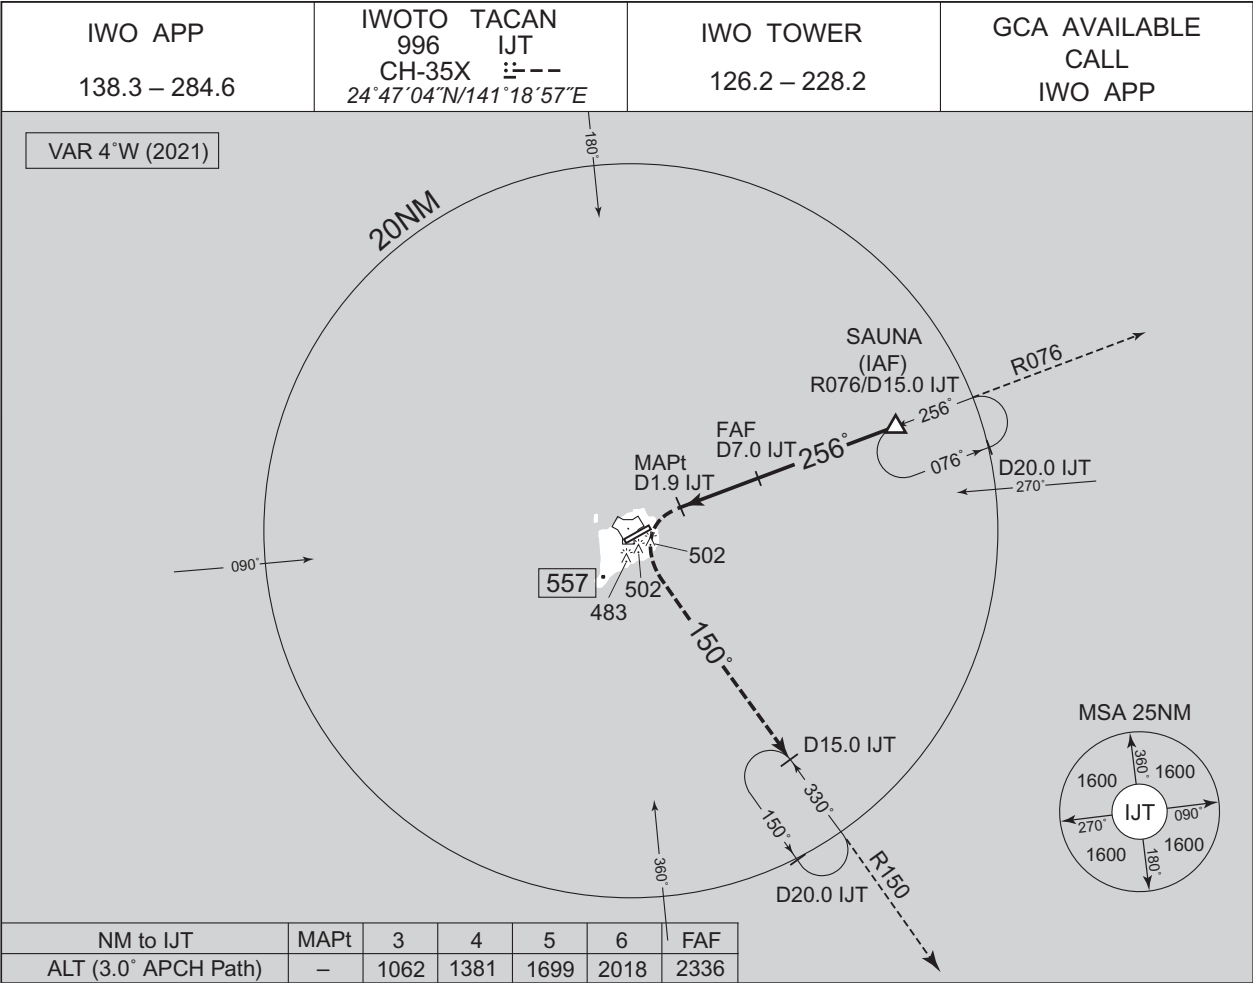 IWO APP
138.3 – 284.6
IWOTO TACAN
996 IJT
CH-35X
24˚47´04˝N/141˚18´57˝E
IWO TOWER
126.2 – 228.2
GCA AVAILABLE
CALL
IWO APP
VAR 4˚W (2021)
180˚
20NM
SAUNA
(IAF)
R076/D15.0 IJT
R076
256˚
076˚
D20.0 IJT
270˚
FAF
D7.0 IJT
256˚
MAPt
D1.9 IJT
090˚
502
557
502
483
150˚
D15.0 IJT
330˚
150˚
D20.0 IJT
R150
360˚
MSA 25NM
360˚
1600
1600
IJT
270˚
090˚
1600
1600
180˚
NM to IJT MAPt 3 4 5 6 FAF
ALT (3.0˚ APCH Path) – 1062 1381 1699 2018 2336